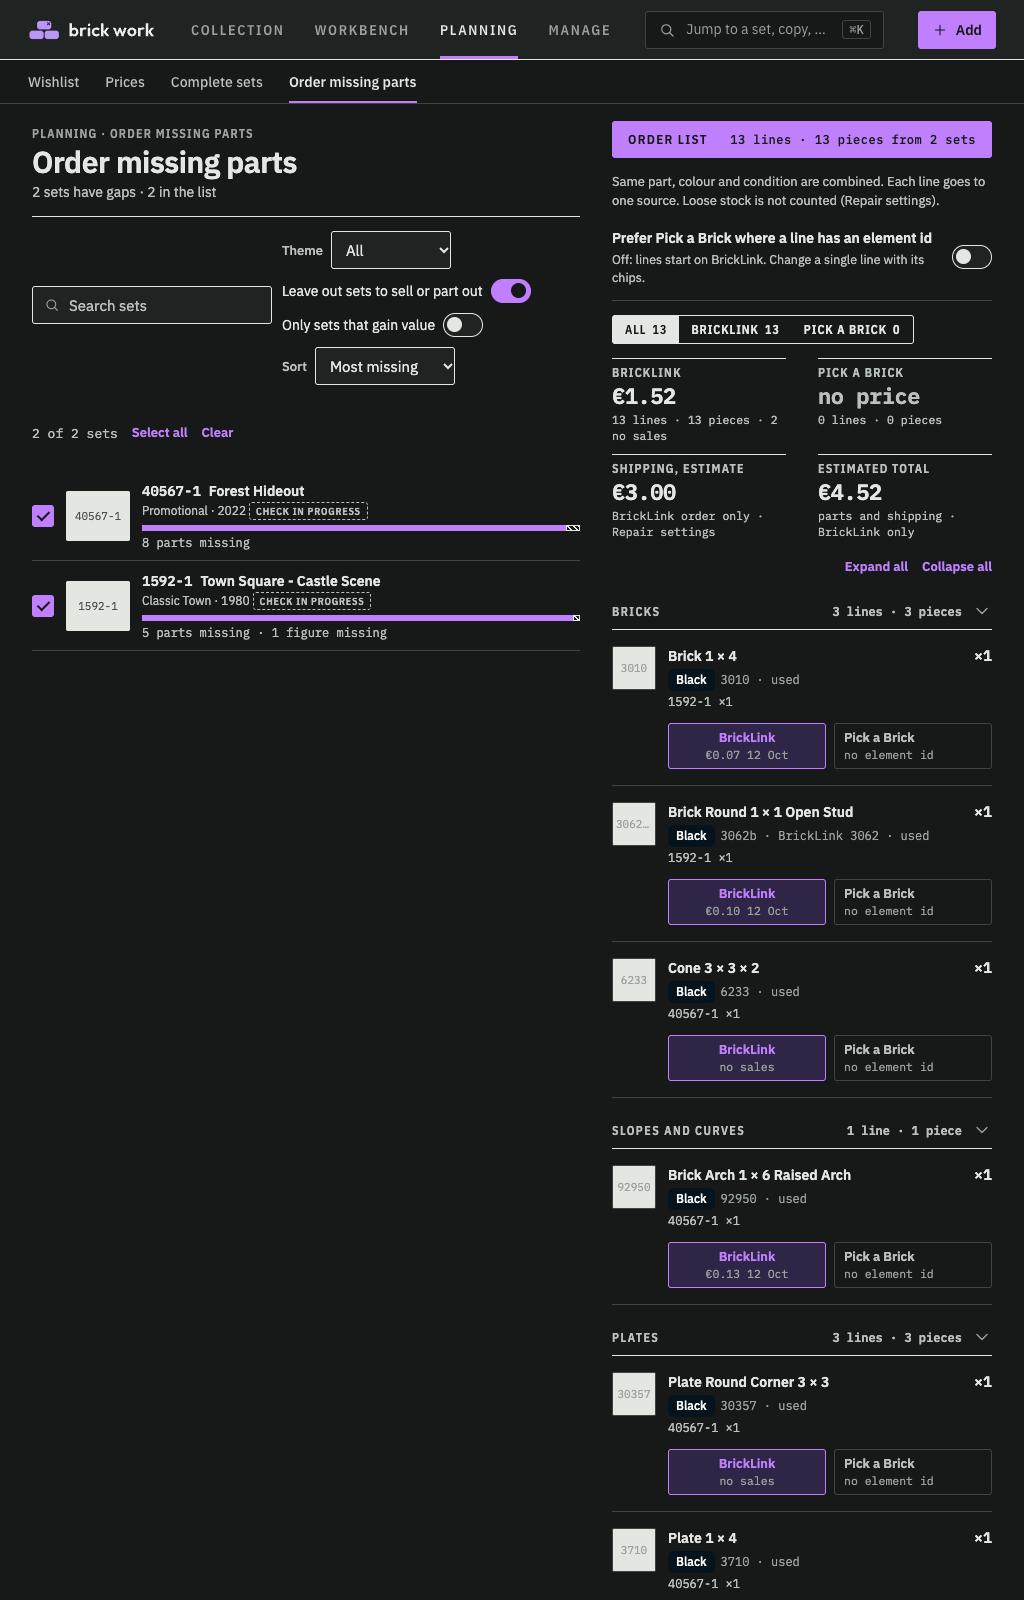 brick work
COLLECTION
WORKBENCH
PLANNING
MANAGE
Jump to a set, copy, ...
⌘K
+ Add
Wishlist
Prices
Complete sets
Order missing parts
PLANNING · ORDER MISSING PARTS
Order missing parts
2 sets have gaps · 2 in the list
Theme
All
Search sets
Leave out sets to sell or part out
Only sets that gain value
Sort
Most missing
2 of 2 sets
Select all
Clear
40567-1
40567-1 Forest Hideout
Promotional · 2022 CHECK IN PROGRESS
8 parts missing
1592-1
1592-1 Town Square - Castle Scene
Classic Town · 1980 CHECK IN PROGRESS
5 parts missing · 1 figure missing
ORDER LIST 13 lines · 13 pieces from 2 sets
Same part, colour and condition are combined. Each line goes to
one source. Loose stock is not counted (Repair settings).
Prefer Pick a Brick where a line has an element id
Off: lines start on BrickLink. Change a single line with its
chips.
ALL 13
BRICKLINK 13
PICK A BRICK 0
BRICKLINK
€1.52
13 lines · 13 pieces · 2
no sales
PICK A BRICK
no price
0 lines · 0 pieces
SHIPPING, ESTIMATE
€3.00
BrickLink order only ·
Repair settings
ESTIMATED TOTAL
€4.52
parts and shipping ·
BrickLink only
Expand all
Collapse all
BRICKS
3 lines · 3 pieces
3010
Brick 1 × 4
×1
Black 3010 · used
1592-1 ×1
BrickLink
€0.07 12 Oct
Pick a Brick
no element id
3062…
Brick Round 1 × 1 Open Stud
×1
Black 3062b · BrickLink 3062 · used
1592-1 ×1
BrickLink
€0.10 12 Oct
Pick a Brick
no element id
6233
Cone 3 × 3 × 2
×1
Black 6233 · used
40567-1 ×1
BrickLink
no sales
Pick a Brick
no element id
SLOPES AND CURVES
1 line · 1 piece
92950
Brick Arch 1 × 6 Raised Arch
×1
Black 92950 · used
40567-1 ×1
BrickLink
€0.13 12 Oct
Pick a Brick
no element id
PLATES
3 lines · 3 pieces
30357
Plate Round Corner 3 × 3
×1
Black 30357 · used
40567-1 ×1
BrickLink
no sales
Pick a Brick
no element id
3710
Plate 1 × 4
×1
Black 3710 · used
40567-1 ×1